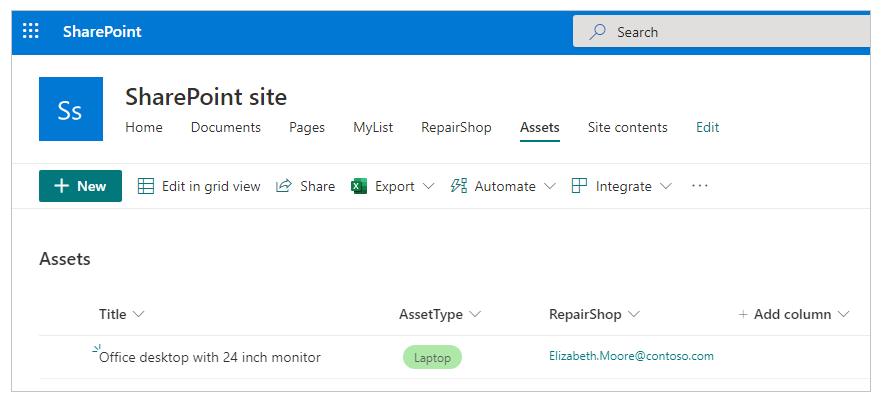 SharePoint Search
Ss
SharePoint site
Home Documents Pages MyList RepairShop Assets Site contents Edit
+ New Edit in grid view Share Export Automate Integrate ...
Assets
Title AssetType RepairShop + Add column
Office desktop with 24 inch monitor Laptop Elizabeth.Moore@contoso.com